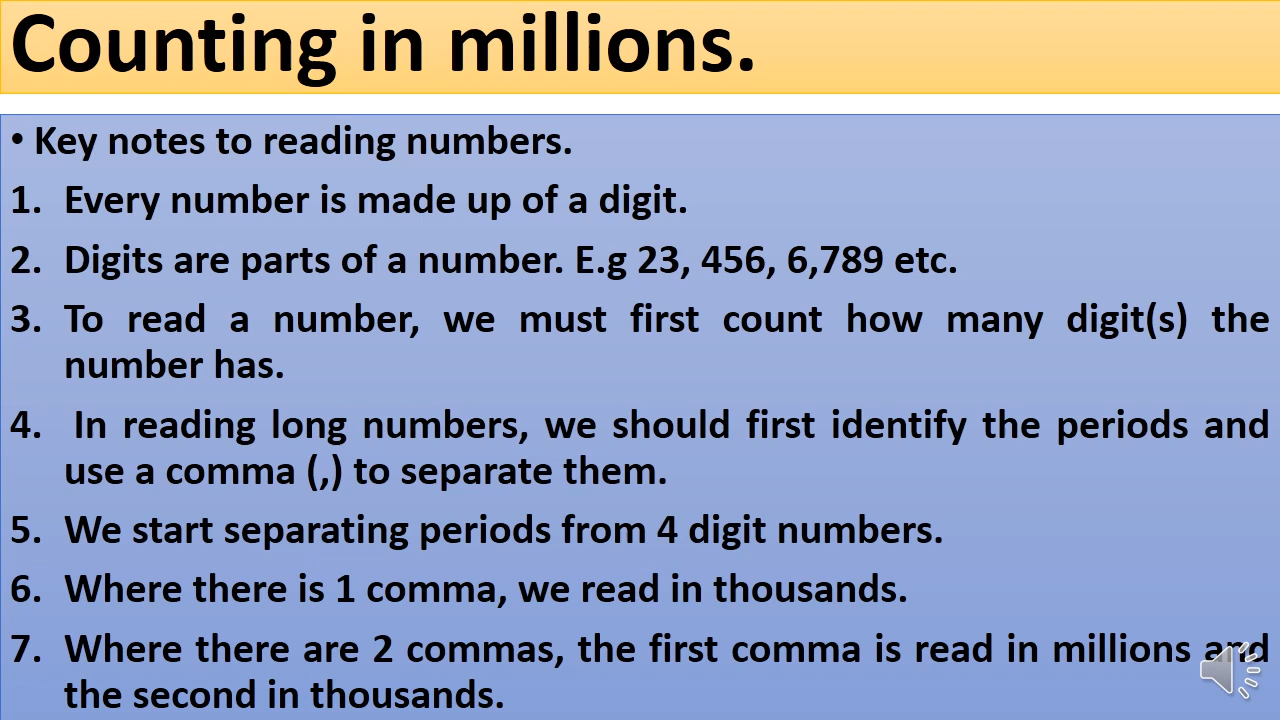 Counting in millions.
• Key notes to reading numbers.
1. Every number is made up of a digit.
2. Digits are parts of a number. E.g 23, 456, 6,789 etc.
3. To read a number, we must first count how many digit(s) the
number has.
4. In reading long numbers, we should first identify the periods and
use a comma (,) to separate them.
5. We start separating periods from 4 digit numbers.
6. Where there is 1 comma, we read in thousands.
7. Where there are 2 commas, the first comma is read in millions and
the second in thousands.